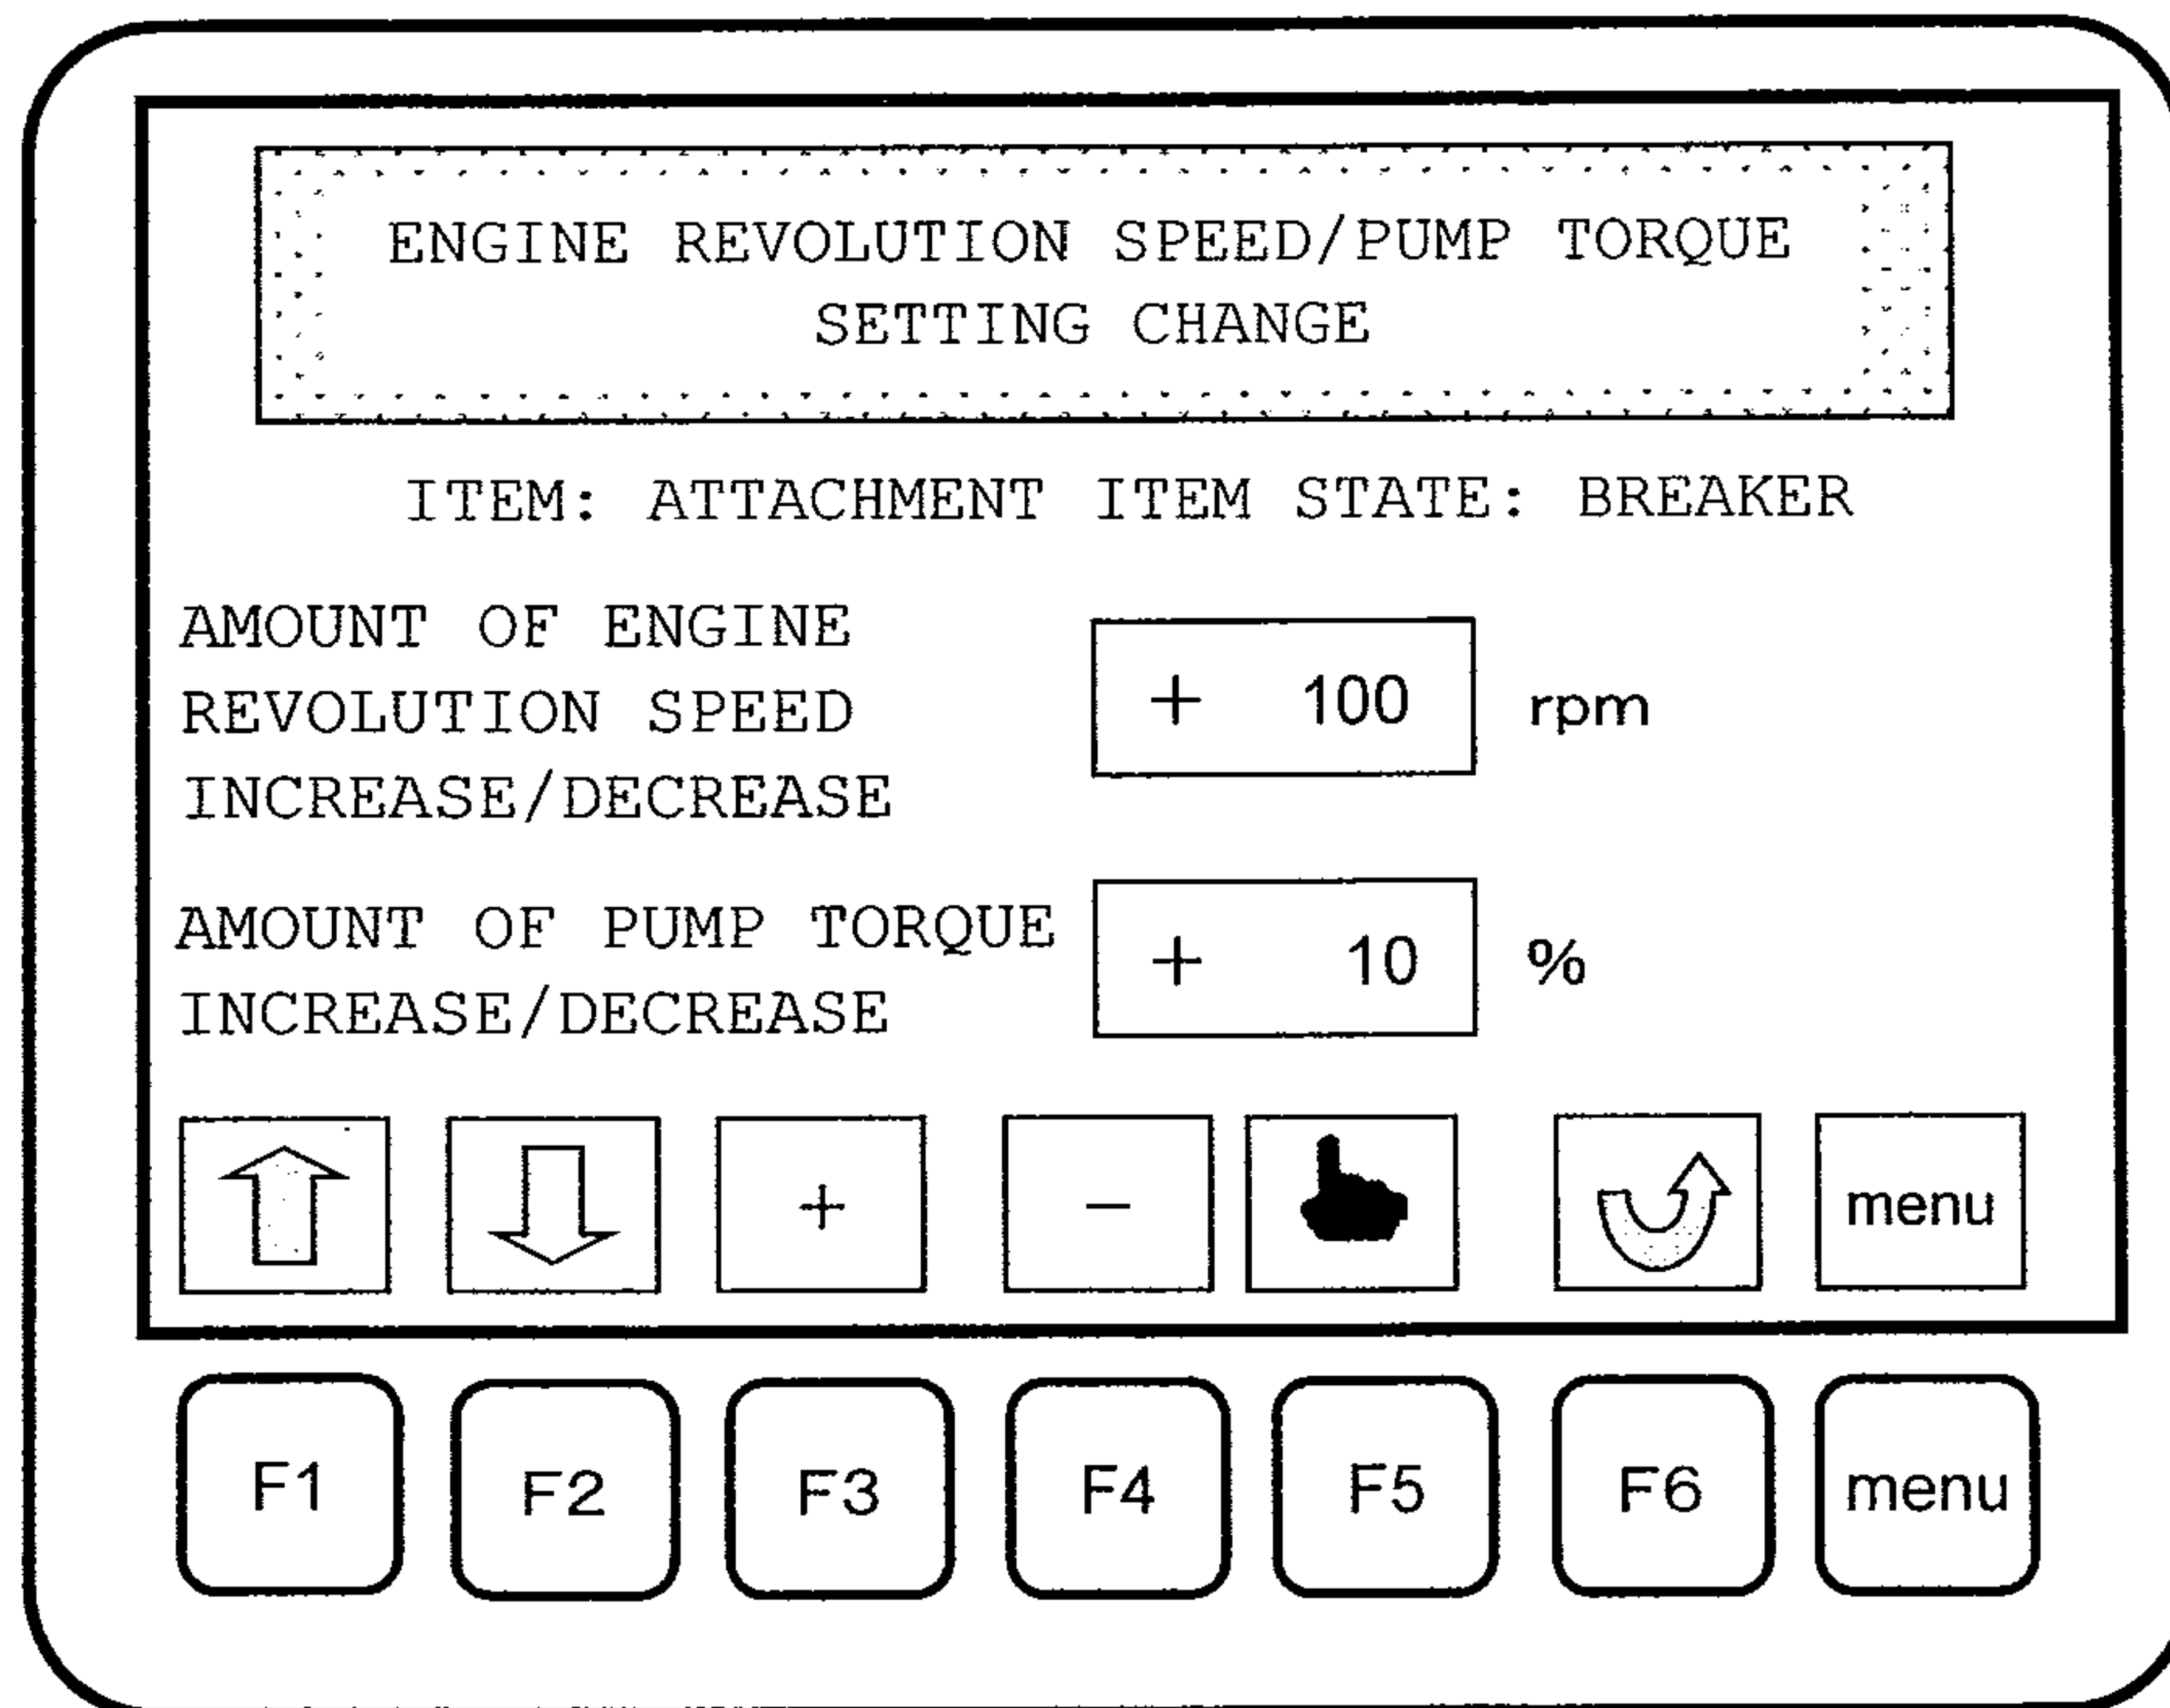 ENGINE REVOLUTION SPEED/PUMP TORQUE
SETTING CHANGE
ITEM: ATTACHMENT ITEM STATE: BREAKER
AMOUNT OF ENGINE
REVOLUTION SPEED
INCREASE/DECREASE
+ 100 rpm
AMOUNT OF PUMP TORQUE
INCREASE/DECREASE
+ 10 %
+ − menu
F1 F2 F3 F4 F5 F6 menu